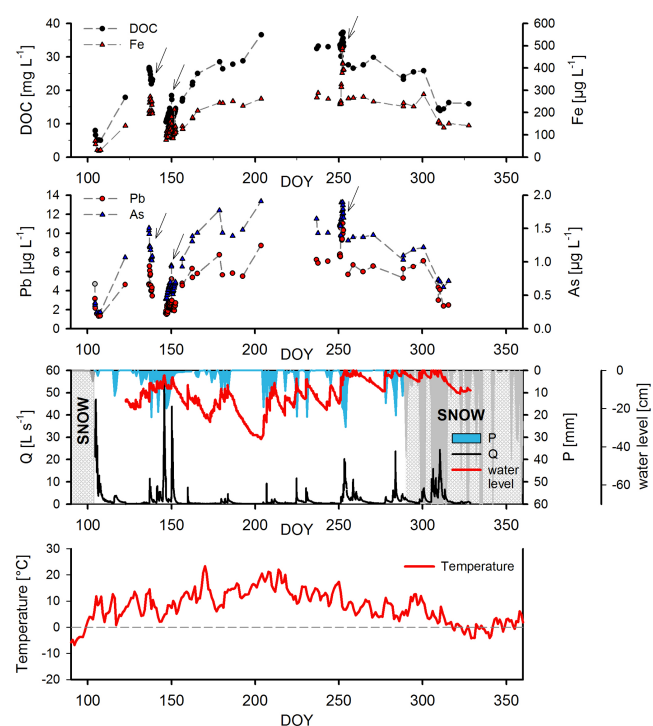 DOC [mg L⁻¹]
40
30
20
10
0
DOC
Fe
600
500
400
300
200
100
0
Fe [µg L⁻¹]
100 150 200 250 300 350
DOY
Pb [µg L⁻¹]
14
12
10
8
6
4
2
0
Pb
As
2.0
1.5
1.0
0.5
0.0
As [µg L⁻¹]
100 150 200 250 300 350
DOY
Q [L s⁻¹]
60
50
40
30
20
10
0
SNOW
SNOW
P
Q
water
level
0
10
20
30
40
50
60
P [mm]
0
-20
-40
-60
water level [cm]
100 150 200 250 300 350
DOY
Temperature [°C]
30
20
10
0
-10
-20
Temperature
100 150 200 250 300 350
DOY